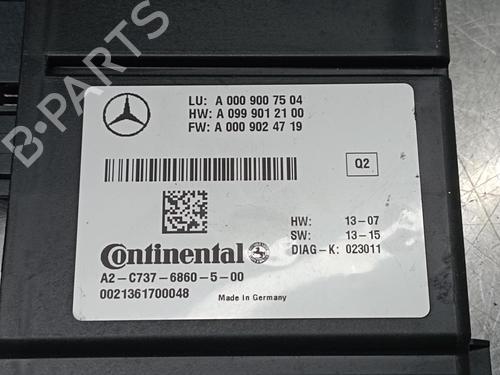 LU: A 000 900 75 04
HW: A 099 901 21 00
FW: A 000 902 47 19
Q2
HW: 13-07
SW: 13-15
DIAG-K: 023011
Continental
A2-C737-6860-5-00
0021361700048
Made in Germany
B-PARTS